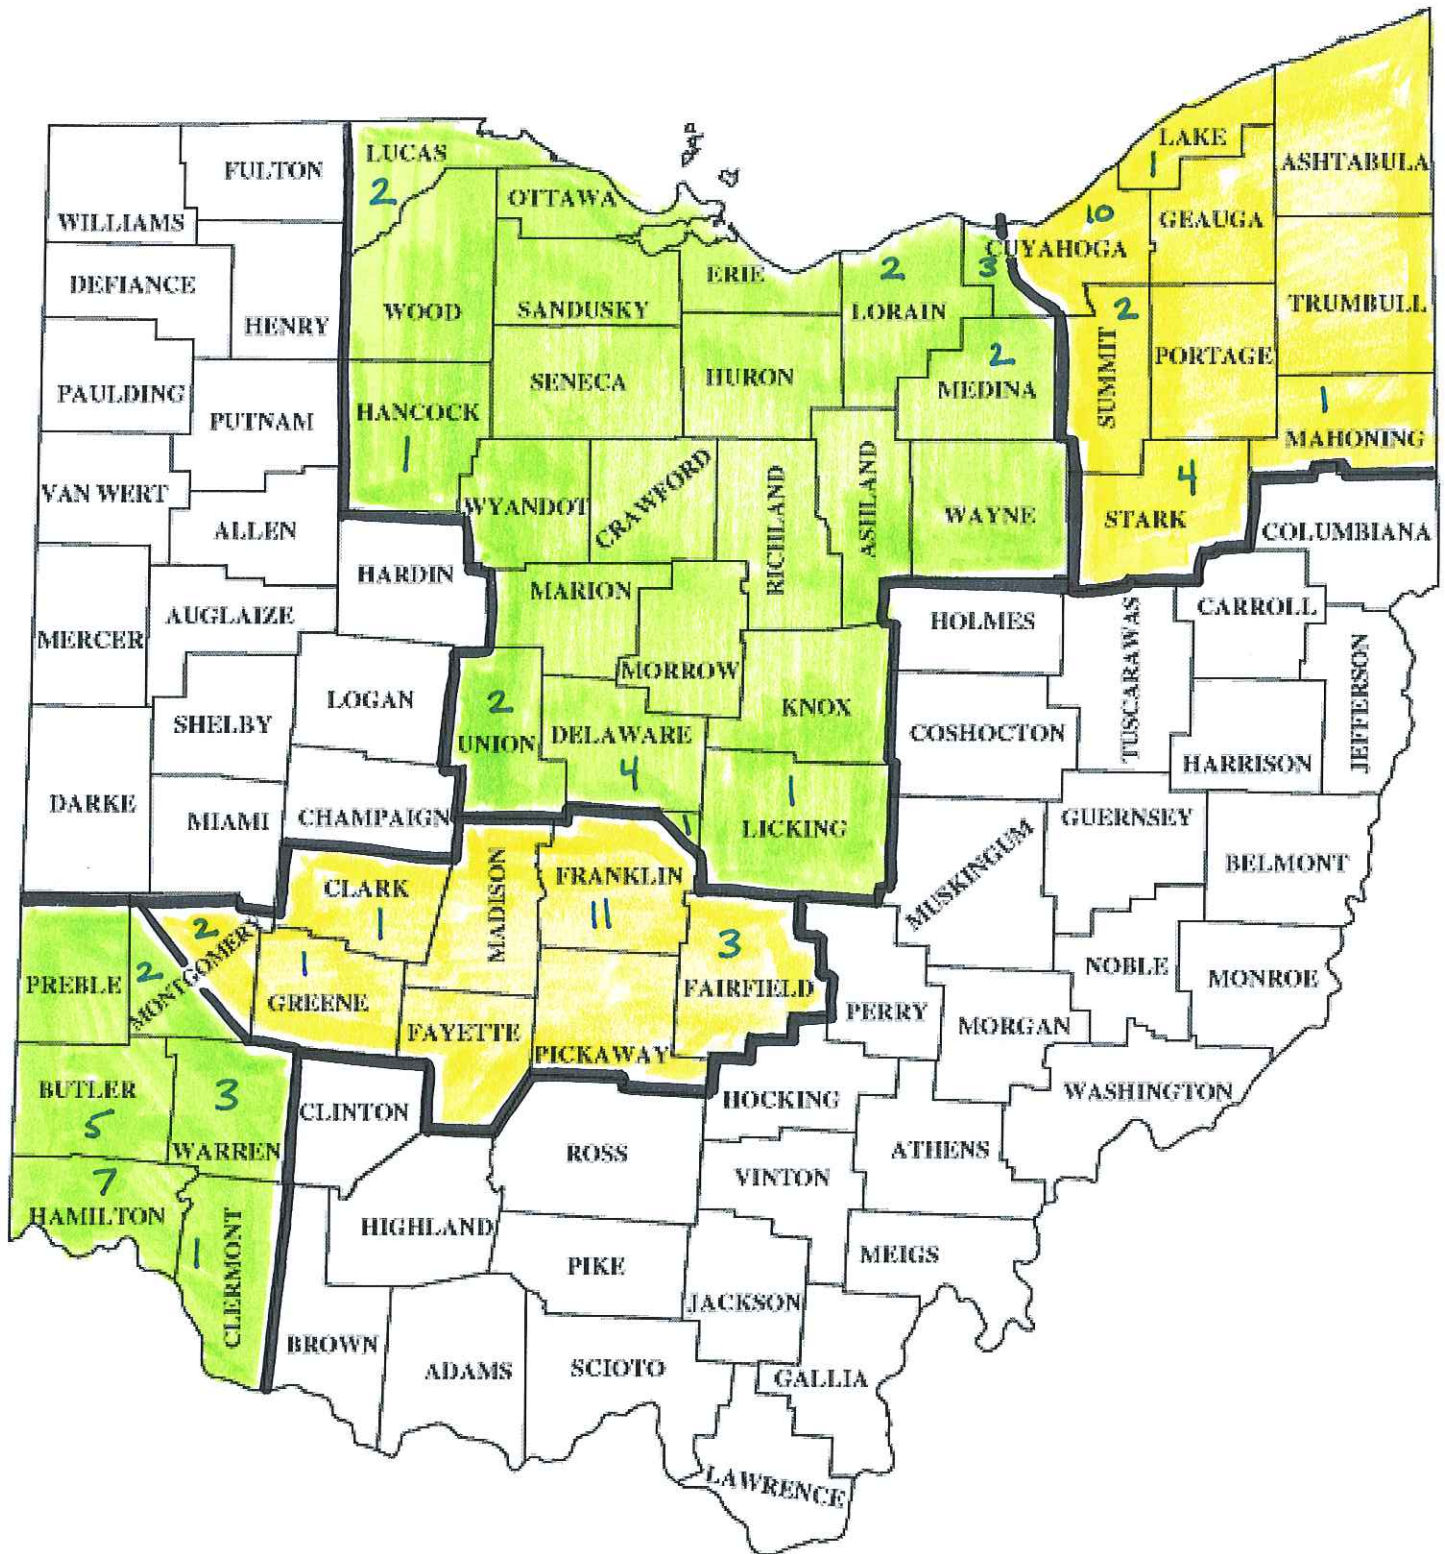 LAKE
1
ASHTABULA
LUCAS
2
FULTON
OTTAWA
WILLIAMS
10
GEAUGA
CUYAHOGA
3
DEFIANCE
ERIE
2
SANDUSKY
WOOD
LORAIN
HENRY
2
TRUMBULL
SUMMIT
PORTAGE
2
MEDINA
SENECA
HURON
PAULDING
HANCOCK
1
PUTNAM
1
MAHONING
VAN WERT
WYANDOT
CRAWFORD
RICHLAND
ASHLAND
WAYNE
4
STARK
ALLEN
COLUMBIANA
HARDIN
MARION
AUGLAIZE
MERCER
HOLMES
TUSCARAWAS
CARROLL
JEFFERSON
MORROW
LOGAN
2
UNION
KNOX
SHELBY
DELAWARE
4
COSHOCTON
HARRISON
DARKE
MIAMI
CHAMPAIGN
1
1
LICKING
GUERNSEY
MUSKINGUM
BELMONT
CLARK
1
MADISON
FRANKLIN
11
2
MONTGOMERY
2
PREBLE
1
GREENE
3
FAIRFIELD
NOBLE
MONROE
FAYETTE
PICKAWAY
PERRY
MORGAN
BUTLER
5
3
WARREN
CLINTON
HOCKING
WASHINGTON
ROSS
ATHENS
VINTON
7
HAMILTON
1
CLERMONT
HIGHLAND
PIKE
MEIGS
JACKSON
BROWN
ADAMS
SCIOTO
GALLIA
LAWRENCE